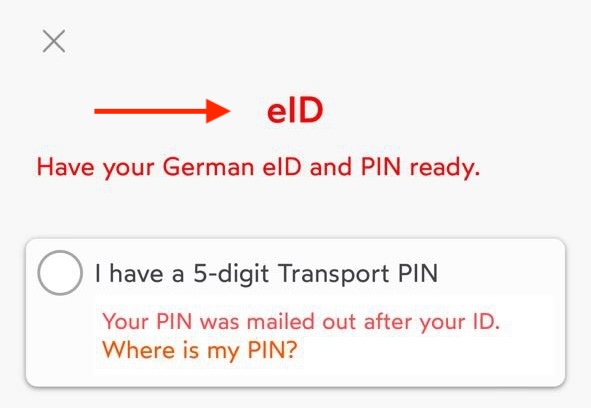 eID
Have your German eID and PIN ready.
I have a 5-digit Transport PIN
Your PIN was mailed out after your ID.
Where is my PIN?